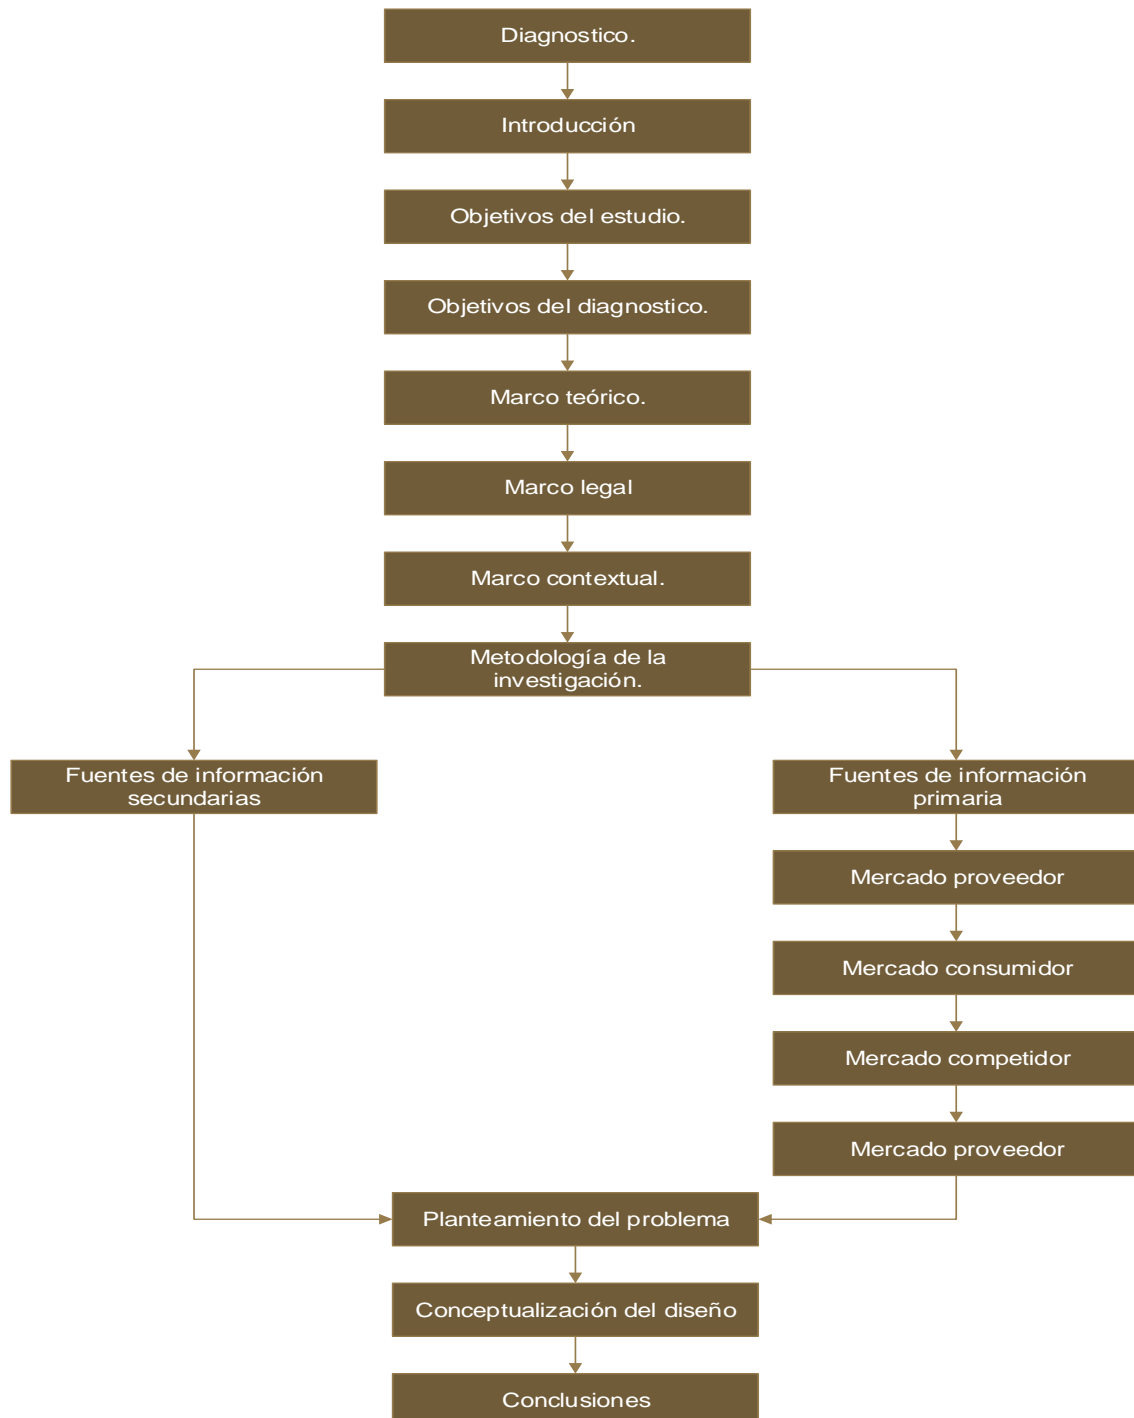 Diagnostico.
Introducción
Objetivos del estudio.
Objetivos del diagnostico.
Marco teórico.
Marco legal
Marco contextual.
Metodología de la
investigación.
Fuentes de información
secundarias
Fuentes de información
primaria
Mercado proveedor
Mercado consumidor
Mercado competidor
Mercado proveedor
Planteamiento del problema
Conceptualización del diseño
Conclusiones